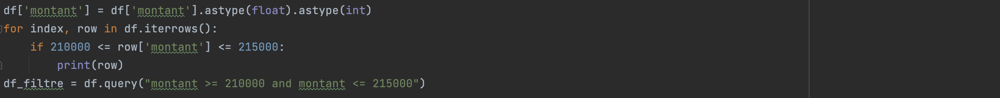 df['montant'] = df['montant'].astype(float).astype(int)
for index, row in df.iterrows():
    if 210000 <= row['montant'] <= 215000:
        print(row)
df_filtre = df.query("montant >= 210000 and montant <= 215000")